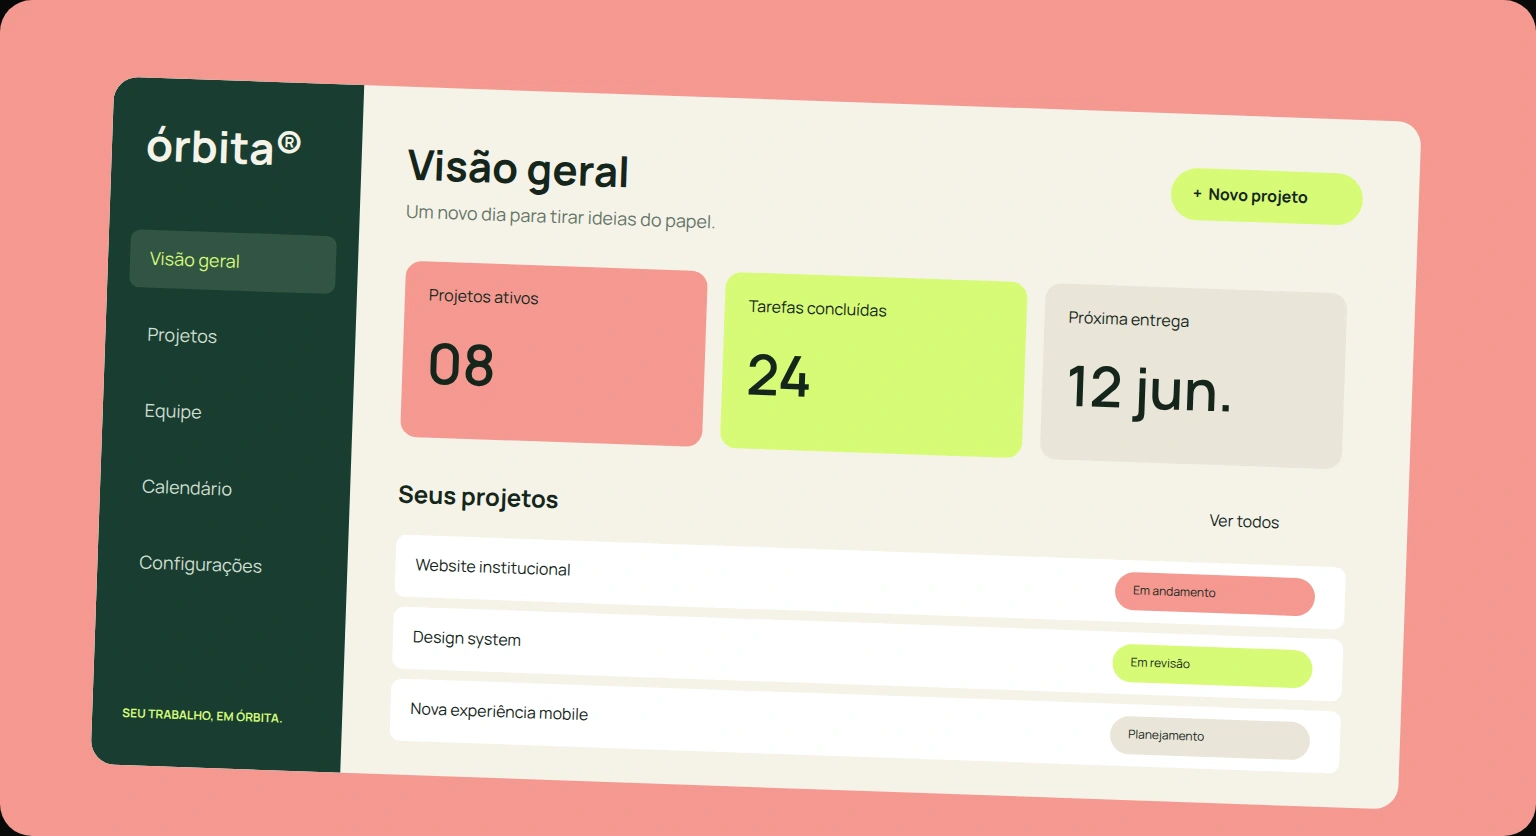 órbita®
Visão geral
Projetos
Equipe
Calendário
Configurações
SEU TRABALHO, EM ÓRBITA.
Visão geral
Um novo dia para tirar ideias do papel.
+ Novo projeto
Projetos ativos
08
Tarefas concluídas
24
Próxima entrega
12 jun.
Seus projetos
Ver todos
Website institucional
Em andamento
Design system
Em revisão
Nova experiência mobile
Planejamento